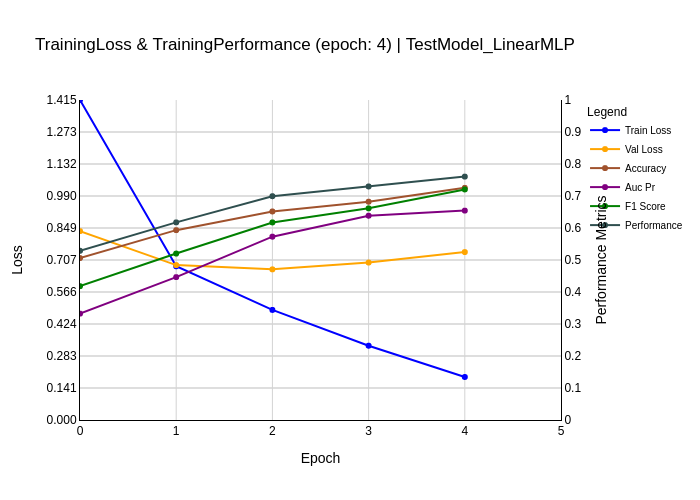 TrainingLoss & TrainingPerformance (epoch: 4) | TestModel_LinearMLP
1.415
1.273
1.132
0.990
0.849
0.707
0.566
0.424
0.283
0.141
0.000
Loss
0
1
2
3
4
5
Epoch
1
0.9
0.8
0.7
0.6
0.5
0.4
0.3
0.2
0.1
0
Performance Metrics
Legend
Train Loss
Val Loss
Accuracy
Auc Pr
F1 Score
Performance